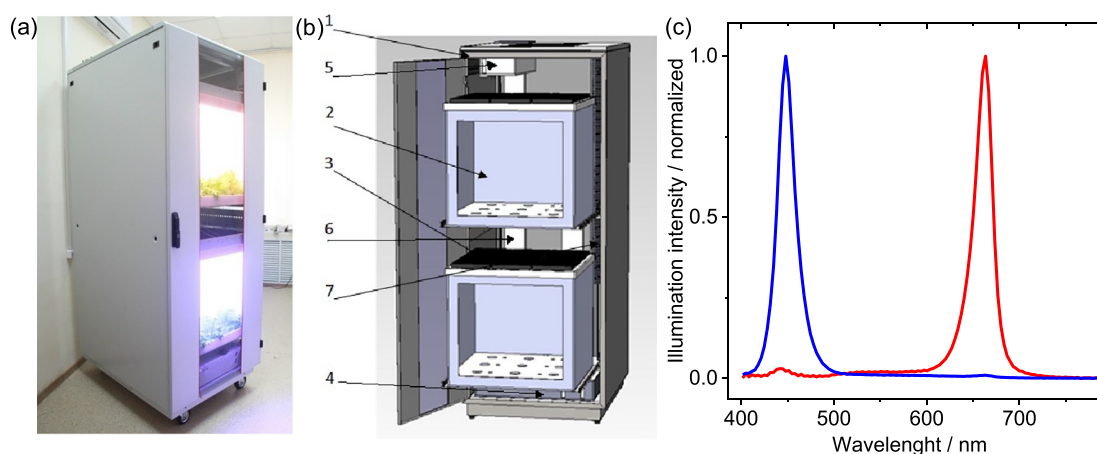 (a)
(b)
1
5
2
3
6
7
4
(c)
Illumination intensity / normalized
1.0
0.5
0.0
400 500 600 700
Wavelenght / nm